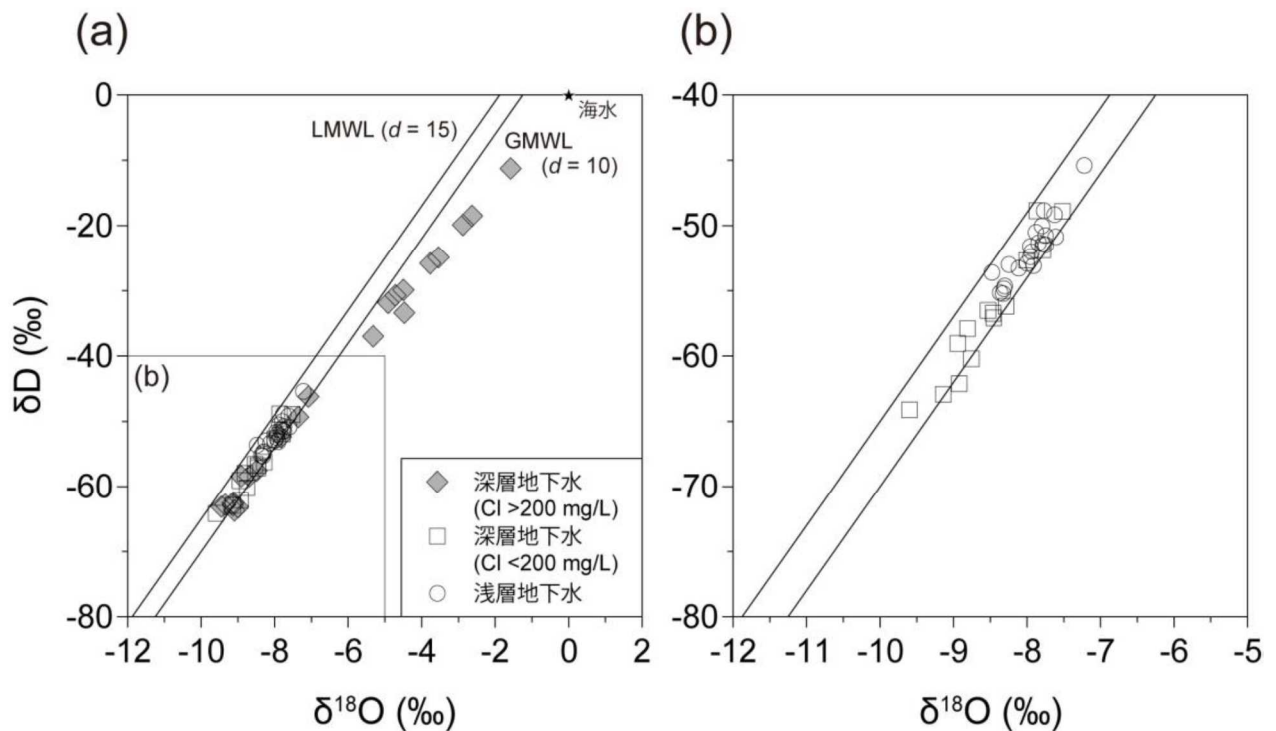 (a)
(b)
0
-20
-40
-60
-80
δD (‰)
LMWL (d = 15)
GMWL
(d = 10)
海水
(b)
深層地下水
(Cl >200 mg/L)
深層地下水
(Cl <200 mg/L)
浅層地下水
-12
-10
-8
-6
-4
-2
0
2
δ¹⁸O (‰)
-40
-50
-60
-70
-80
-12
-11
-10
-9
-8
-7
-6
-5
δ¹⁸O (‰)